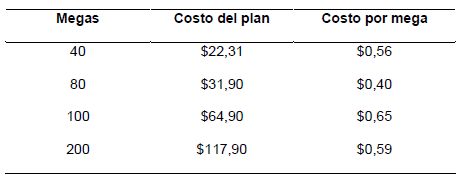 Megas Costo del plan Costo por mega
40 $22,31 $0,56
80 $31,90 $0,40
100 $64,90 $0,65
200 $117,90 $0,59